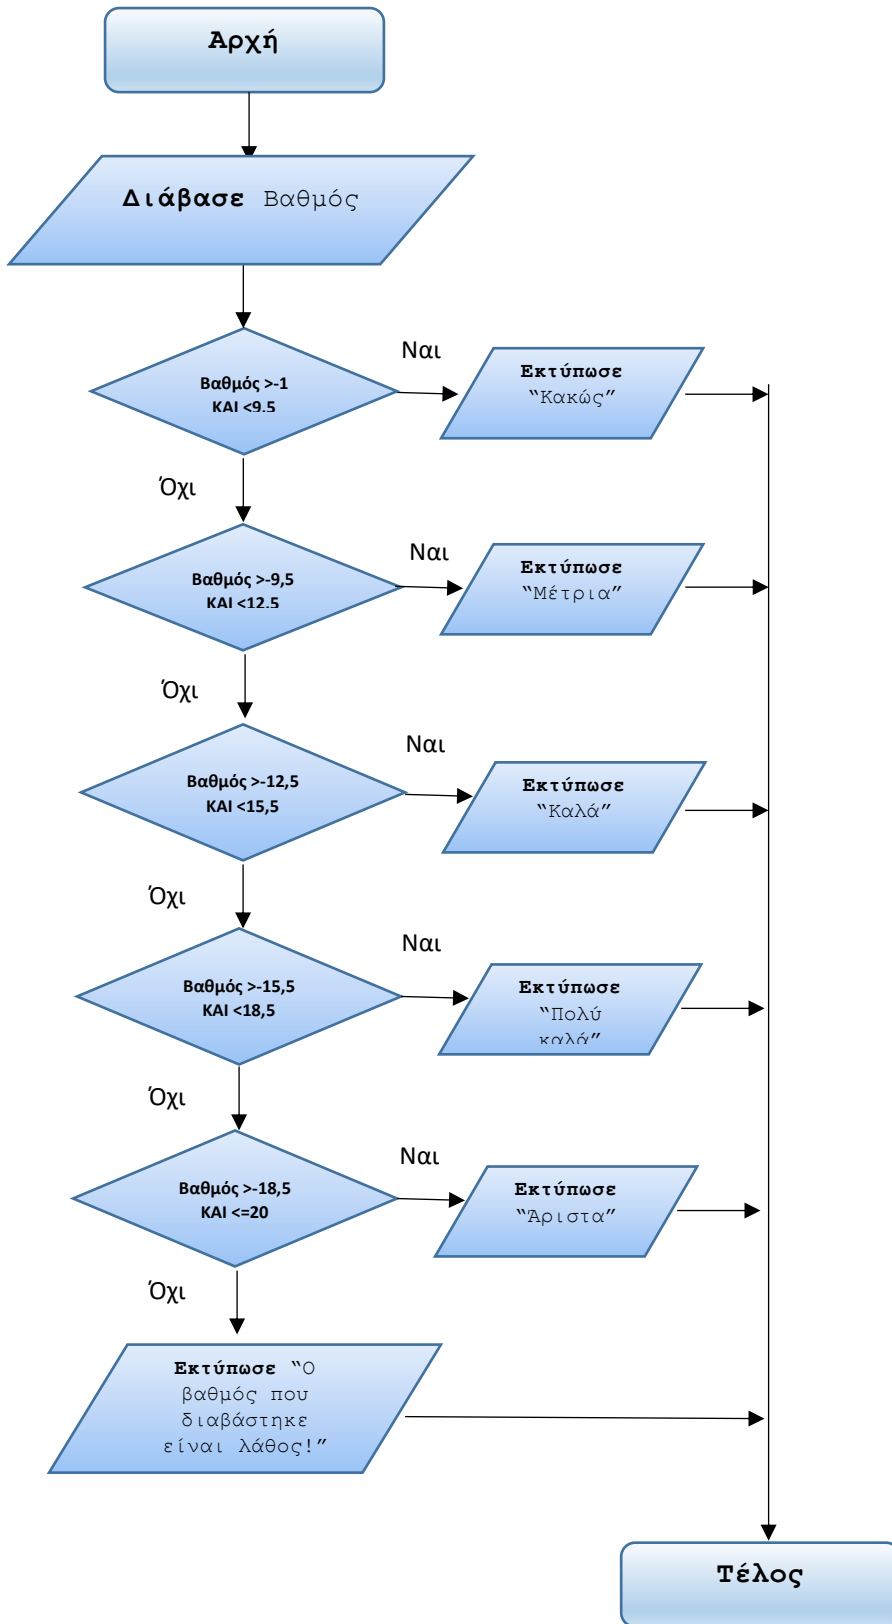 Αρχή
Διάβασε Βαθμός
Ναι
Βαθμός >-1
ΚΑΙ <9.5
Εκτύπωσε
“Κακώς”
Όχι
Ναι
Βαθμός >-9,5
ΚΑΙ <12.5
Εκτύπωσε
“Μέτρια”
Όχι
Ναι
Βαθμός >-12,5
ΚΑΙ <15,5
Εκτύπωσε
“Καλά”
Όχι
Ναι
Βαθμός >-15,5
ΚΑΙ <18,5
Εκτύπωσε
“Πολύ
καλά”
Όχι
Ναι
Βαθμός >-18,5
ΚΑΙ <=20
Εκτύπωσε
“Άριστα”
Όχι
Εκτύπωσε “Ο
βαθμός που
διαβάστηκε
είναι λάθος!”
Τέλος